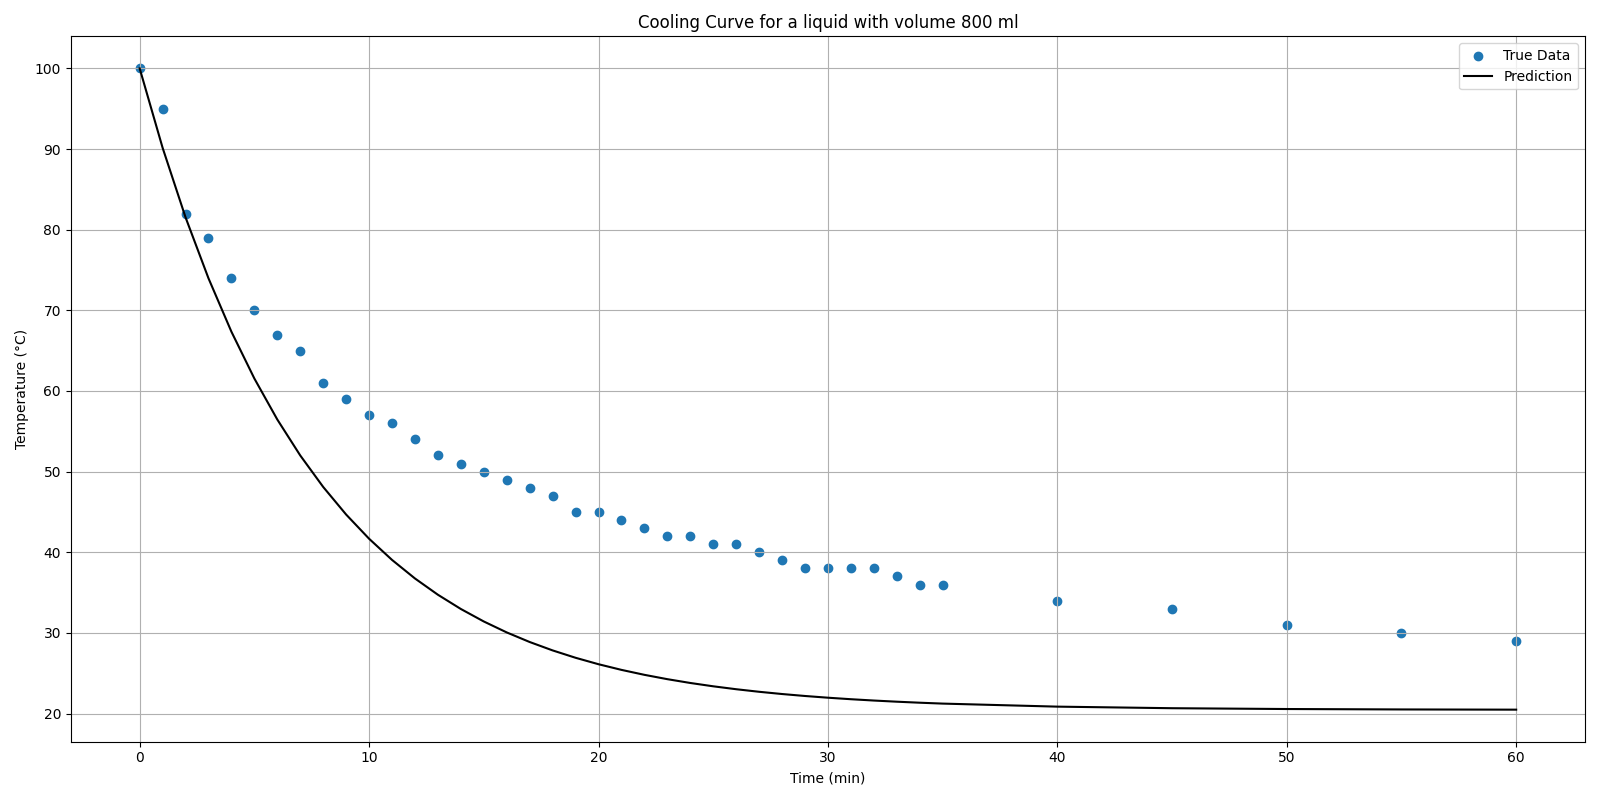 Cooling Curve for a liquid with volume 800 ml
True Data
Prediction
Temperature (°C)
100
90
80
70
60
50
40
30
20
0 10 20 30 40 50 60
Time (min)